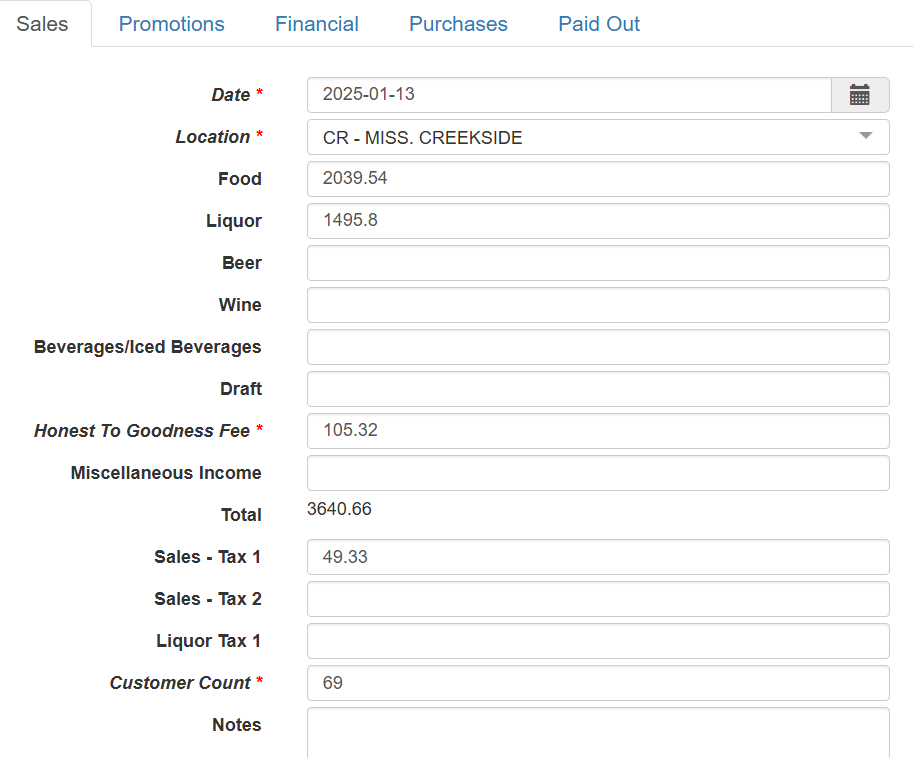 Sales Promotions Financial Purchases Paid Out
Date * 2025-01-13
Location * CR - MISS. CREEKSIDE
Food 2039.54
Liquor 1495.8
Beer
Wine
Beverages/Iced Beverages
Draft
Honest To Goodness Fee * 105.32
Miscellaneous Income
Total 3640.66
Sales - Tax 1 49.33
Sales - Tax 2
Liquor Tax 1
Customer Count * 69
Notes